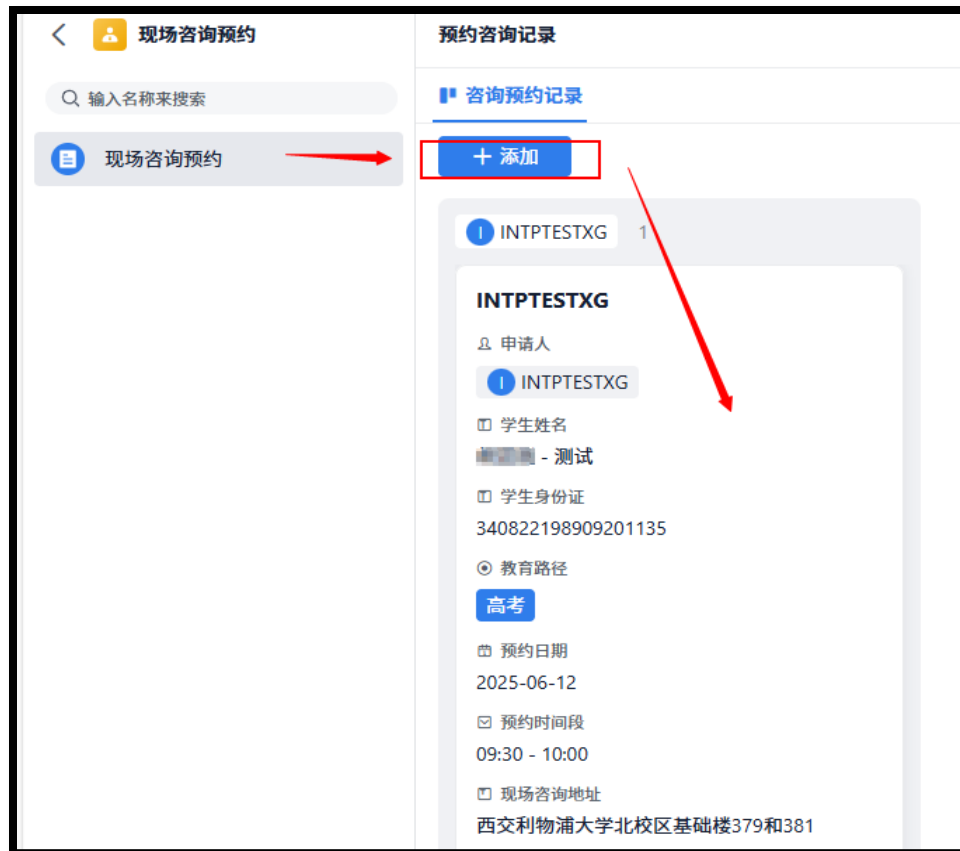 现场咨询预约
预约咨询记录
输入名称来搜索
咨询预约记录
现场咨询预约
添加
I INTPTESTXG 1
INTPTESTXG
申请人
I INTPTESTXG
学生姓名
- 测试
学生身份证
340822198909201135
教育路径
高考
预约日期
2025-06-12
预约时间段
09:30 - 10:00
现场咨询地址
西交利物浦大学北校区基础楼379和381